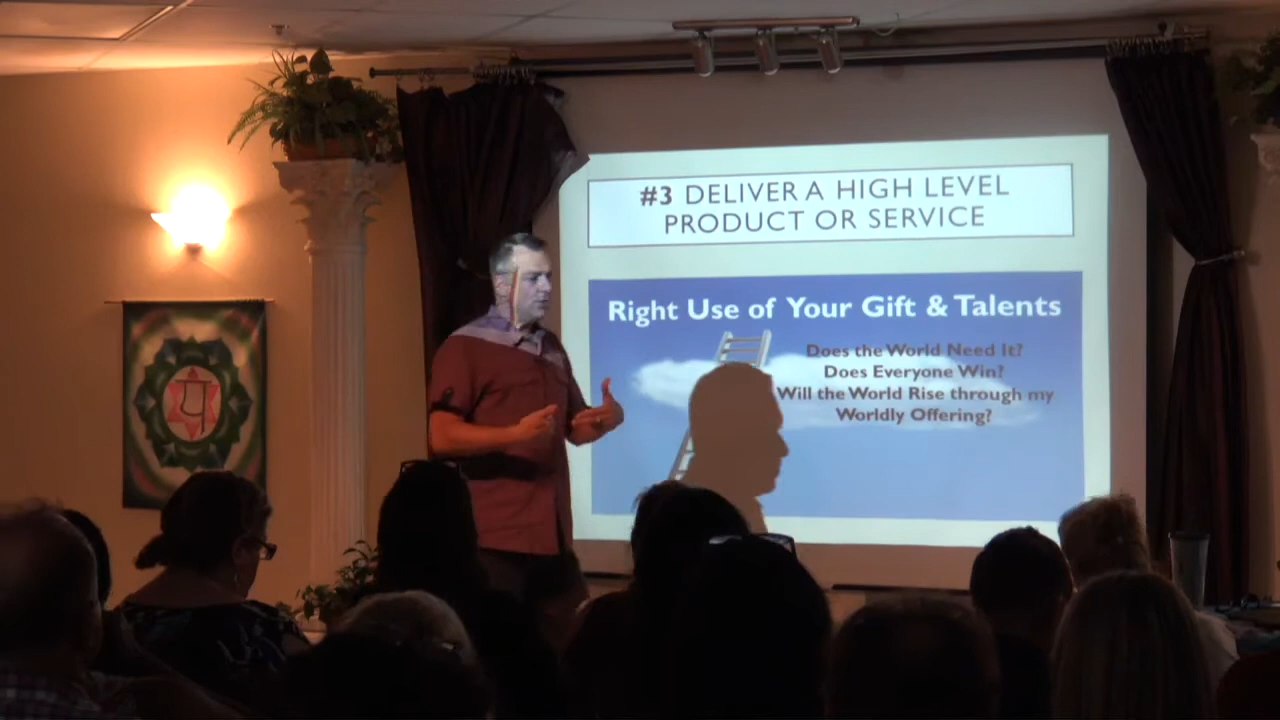 #3 DELIVER A HIGH LEVEL
PRODUCT OR SERVICE
Right Use of Your Gift & Talents
Does the World Need It?
Does Everyone Win?
Will the World Rise through my
Worldly Offering?